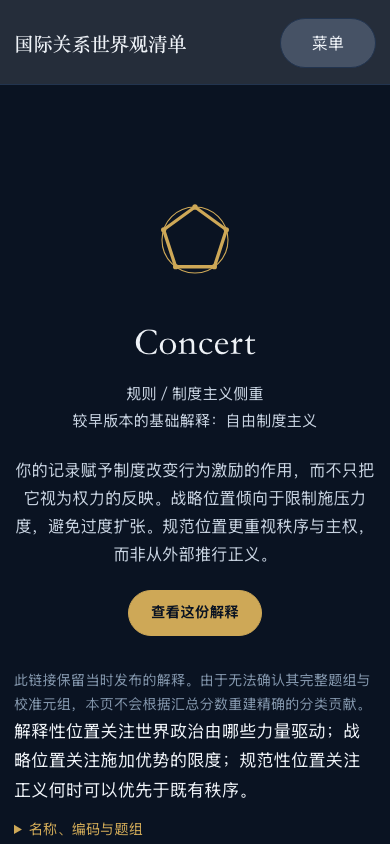 国际关系世界观清单
菜单
Concert
规则 / 制度主义侧重
较早版本的基础解释：自由制度主义
你的记录赋予制度改变行为激励的作用，而不只把
它视为权力的反映。战略位置倾向于限制施压力
度，避免过度扩张。规范位置更重视秩序与主权，
而非从外部推行正义。
查看这份解释
此链接保留当时发布的解释。由于无法确认其完整题组与
校准元组，本页不会根据汇总分数重建精确的分类贡献。
解释性位置关注世界政治由哪些力量驱动；战
略位置关注施加优势的限度；规范性位置关注
正义何时可以优先于既有秩序。
▶ 名称、编码与题组